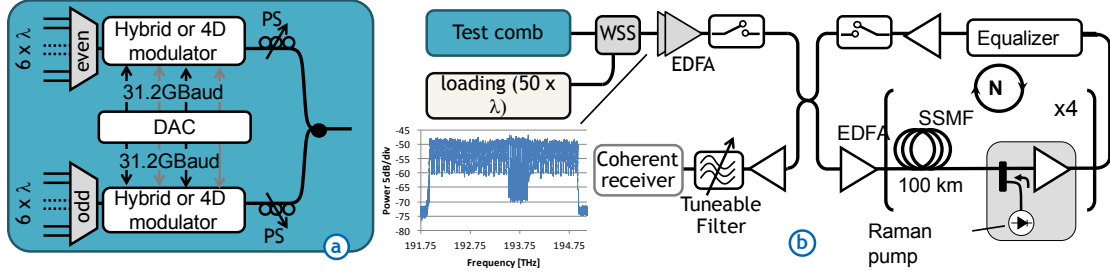 6 x λ
even
Hybrid or 4D
modulator
PS
31.2GBaud
DAC
31.2GBaud
6 x λ
odd
Hybrid or 4D
modulator
PS
a
Test comb
WSS
EDFA
loading (50 x
λ)
Equalizer
N
x4
EDFA
SSMF
100 km
Raman
pump
Coherent
receiver
Tuneable
Filter
b
Power 5dB/div
-45
-50
-55
-60
-65
-70
-75
-80
191.75 192.75 193.75 194.75
Frequency [THz]